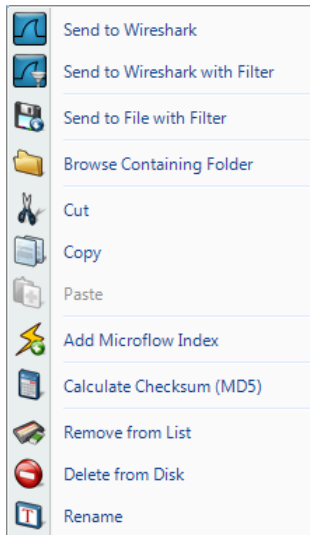 Send to Wireshark
Send to Wireshark with Filter
Send to File with Filter
Browse Containing Folder
Cut
Copy
Paste
Add Microflow Index
Calculate Checksum (MD5)
Remove from List
Delete from Disk
Rename